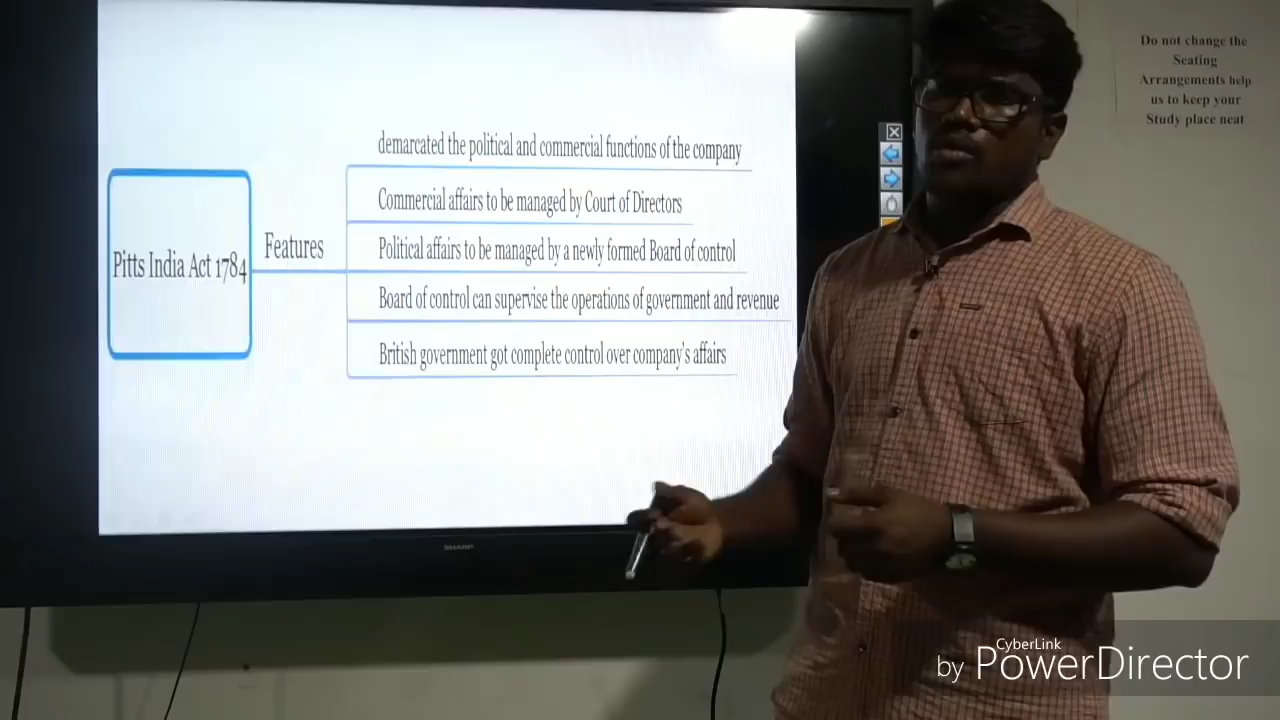 demarcated the political and commercial functions of the company
Commercial affairs to be managed by Court of Directors
Pitts India Act 1784
Features
Political affairs to be managed by a newly formed Board of control
Board of control can supervise the operations of government and revenue
British government got complete control over company's affairs
SHARP
Do not change the
Seating
Arrangements help
us to keep your
Study place neat
by CyberLink PowerDirector